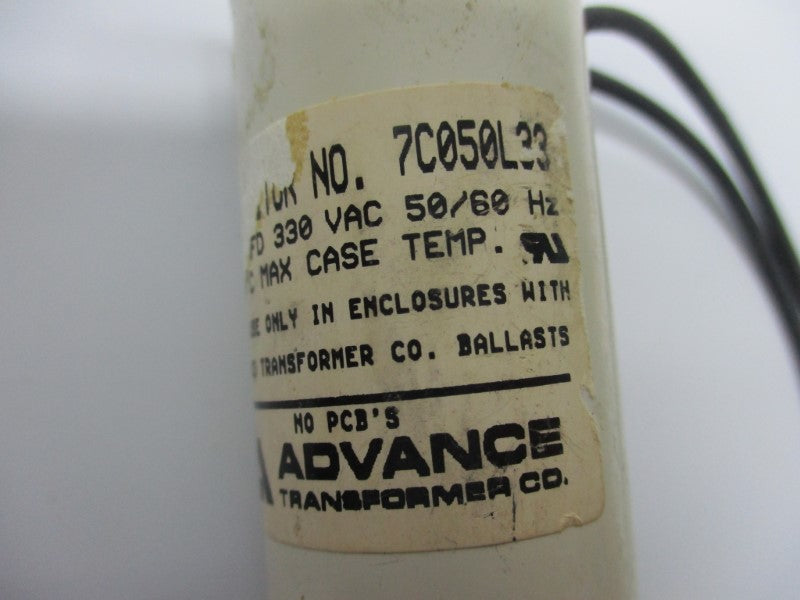 NO. 7C050L33
330 VAC 50/60 Hz
MAX CASE TEMP.
ONLY IN ENCLOSURES WITH
TRANSFORMER CO. BALLASTS
NO PCB'S
ADVANCE
TRANSFORMER CO.